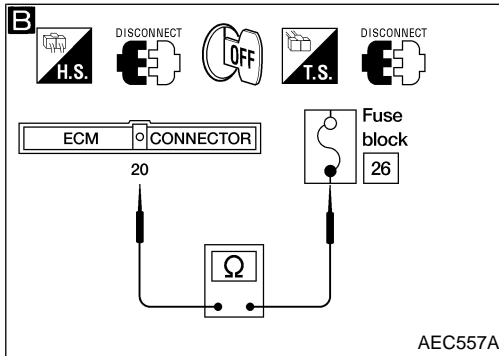 B
H.S.
DISCONNECT
OFF
T.S.
DISCONNECT
ECM CONNECTOR
20
Fuse
block
26
Ω
AEC557A